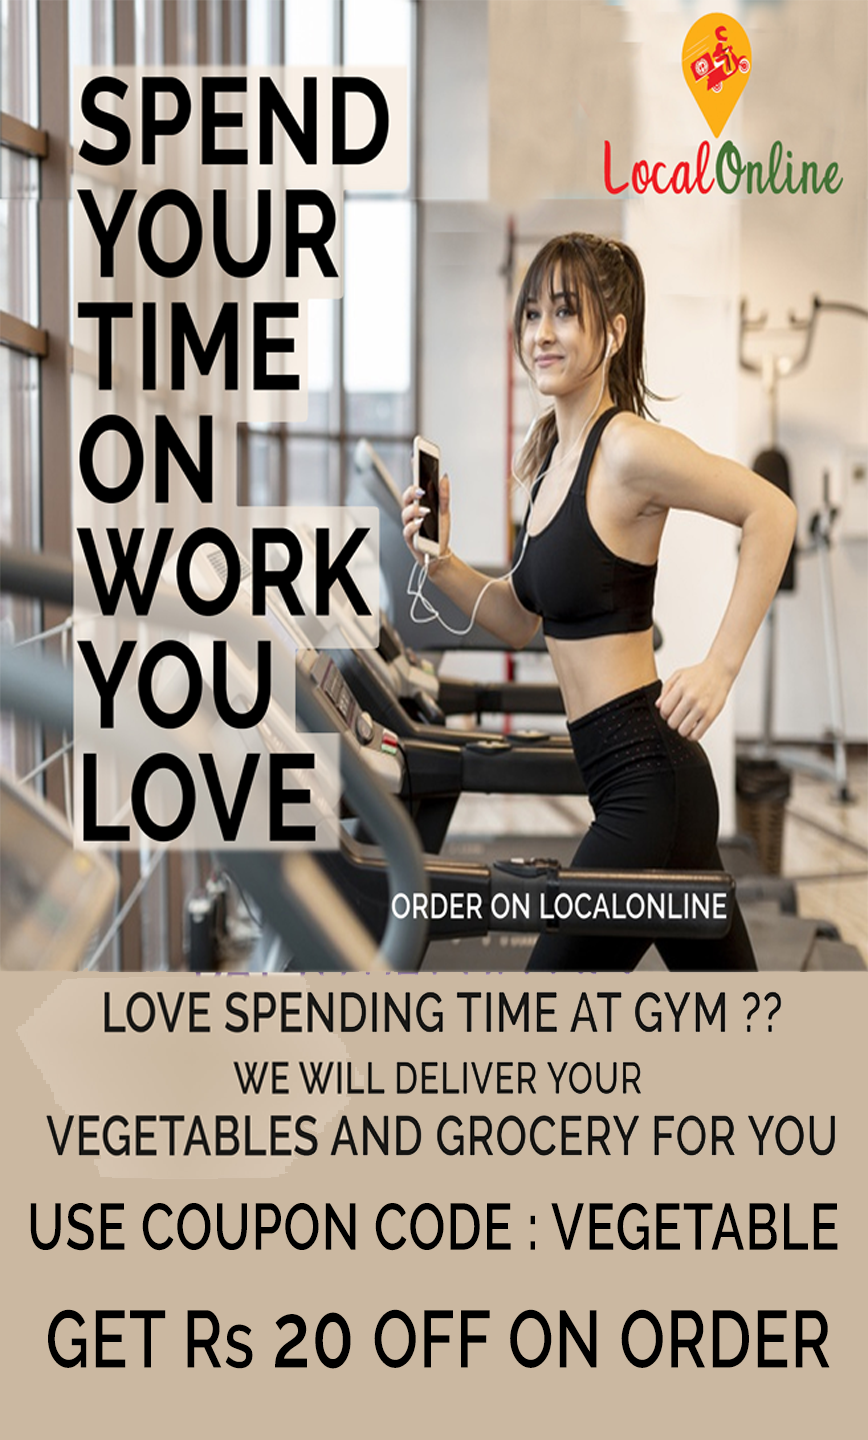 LocalOnline
SPEND
YOUR
TIME
ON
WORK
YOU
LOVE
ORDER ON LOCALONLINE
LOVE SPENDING TIME AT GYM ??
WE WILL DELIVER YOUR
VEGETABLES AND GROCERY FOR YOU
USE COUPON CODE : VEGETABLE
GET Rs 20 OFF ON ORDER